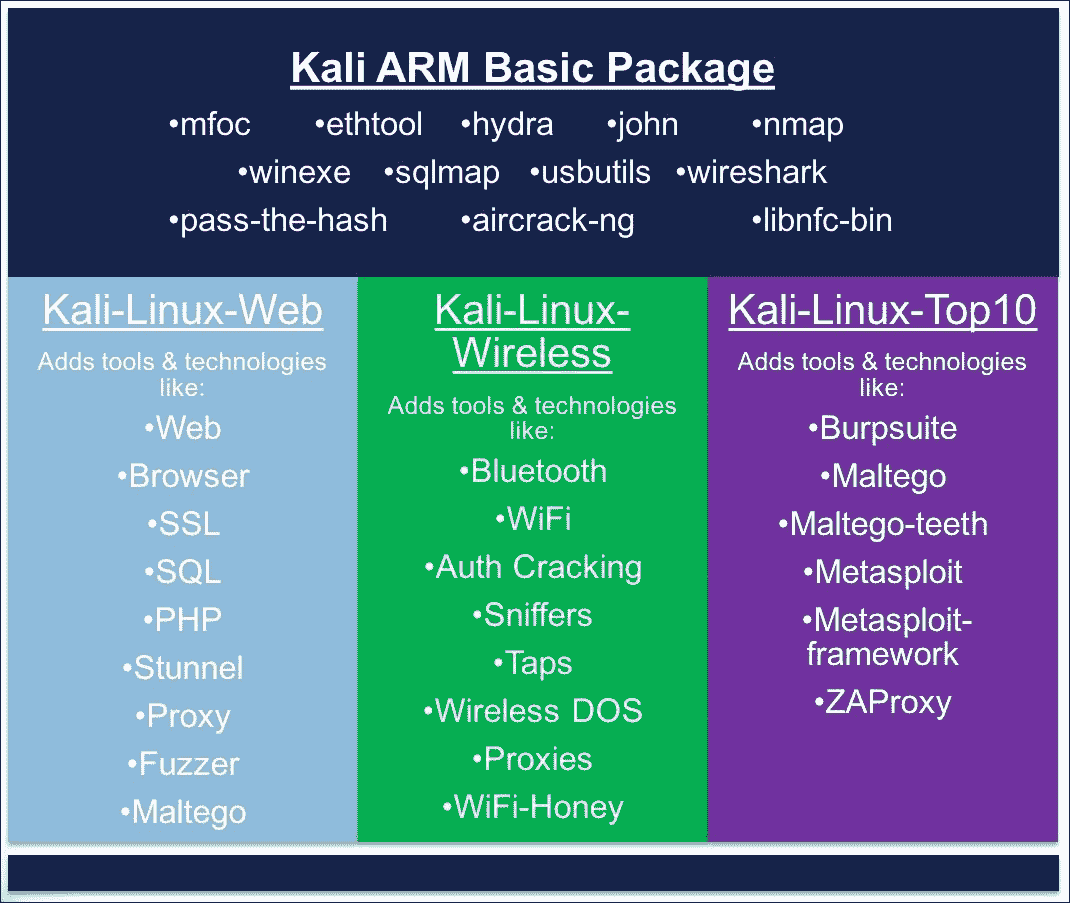 Kali ARM Basic Package
•mfoc •ethtool •hydra •john •nmap
•winexe •sqlmap •usbutils •wireshark
•pass-the-hash •aircrack-ng •libnfc-bin
Kali-Linux-Web
Adds tools & technologies
like:
•Web
•Browser
•SSL
•SQL
•PHP
•Stunnel
•Proxy
•Fuzzer
•Maltego
Kali-Linux-
Wireless
Adds tools & technologies
like:
•Bluetooth
•WiFi
•Auth Cracking
•Sniffers
•Taps
•Wireless DOS
•Proxies
•WiFi-Honey
Kali-Linux-Top10
Adds tools & technologies
like:
•Burpsuite
•Maltego
•Maltego-teeth
•Metasploit
•Metasploit-
framework
•ZAProxy